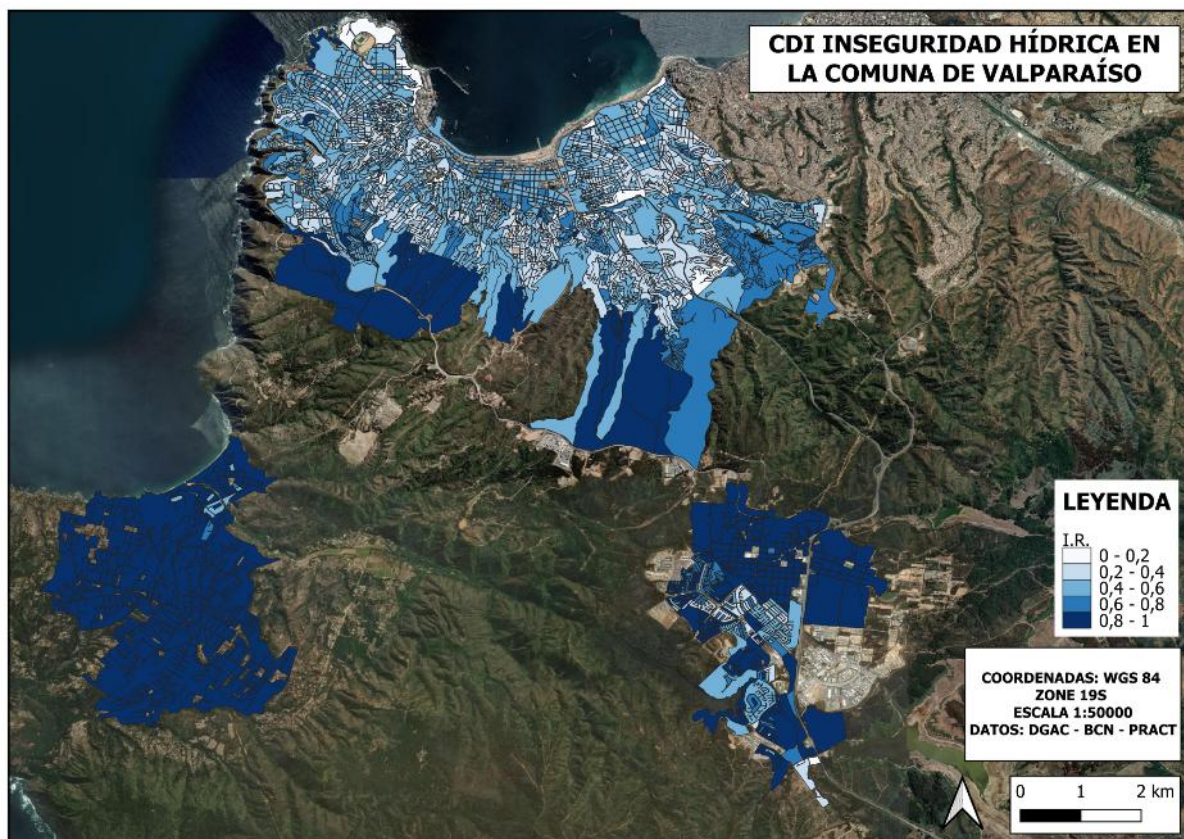 CDI INSEGURIDAD HÍDRICA EN
LA COMUNA DE VALPARAÍSO
LEYENDA
I.R.
0 - 0,2
0,2 - 0,4
0,4 - 0,6
0,6 - 0,8
0,8 - 1
COORDENADAS: WGS 84
ZONE 19S
ESCALA 1:50000
DATOS: DGAC - BCN - PRACT
0 1 2 km